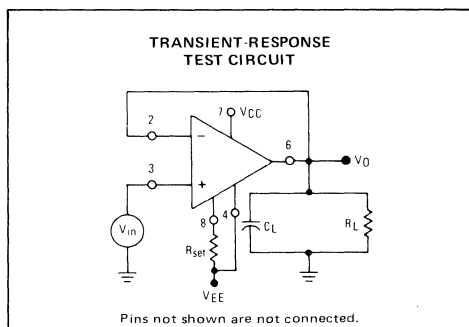 TRANSIENT-RESPONSE
TEST CIRCUIT
7 VCC
2
6
VO
3
8
4
Vin
CL
RL
Rset
VEE
Pins not shown are not connected.